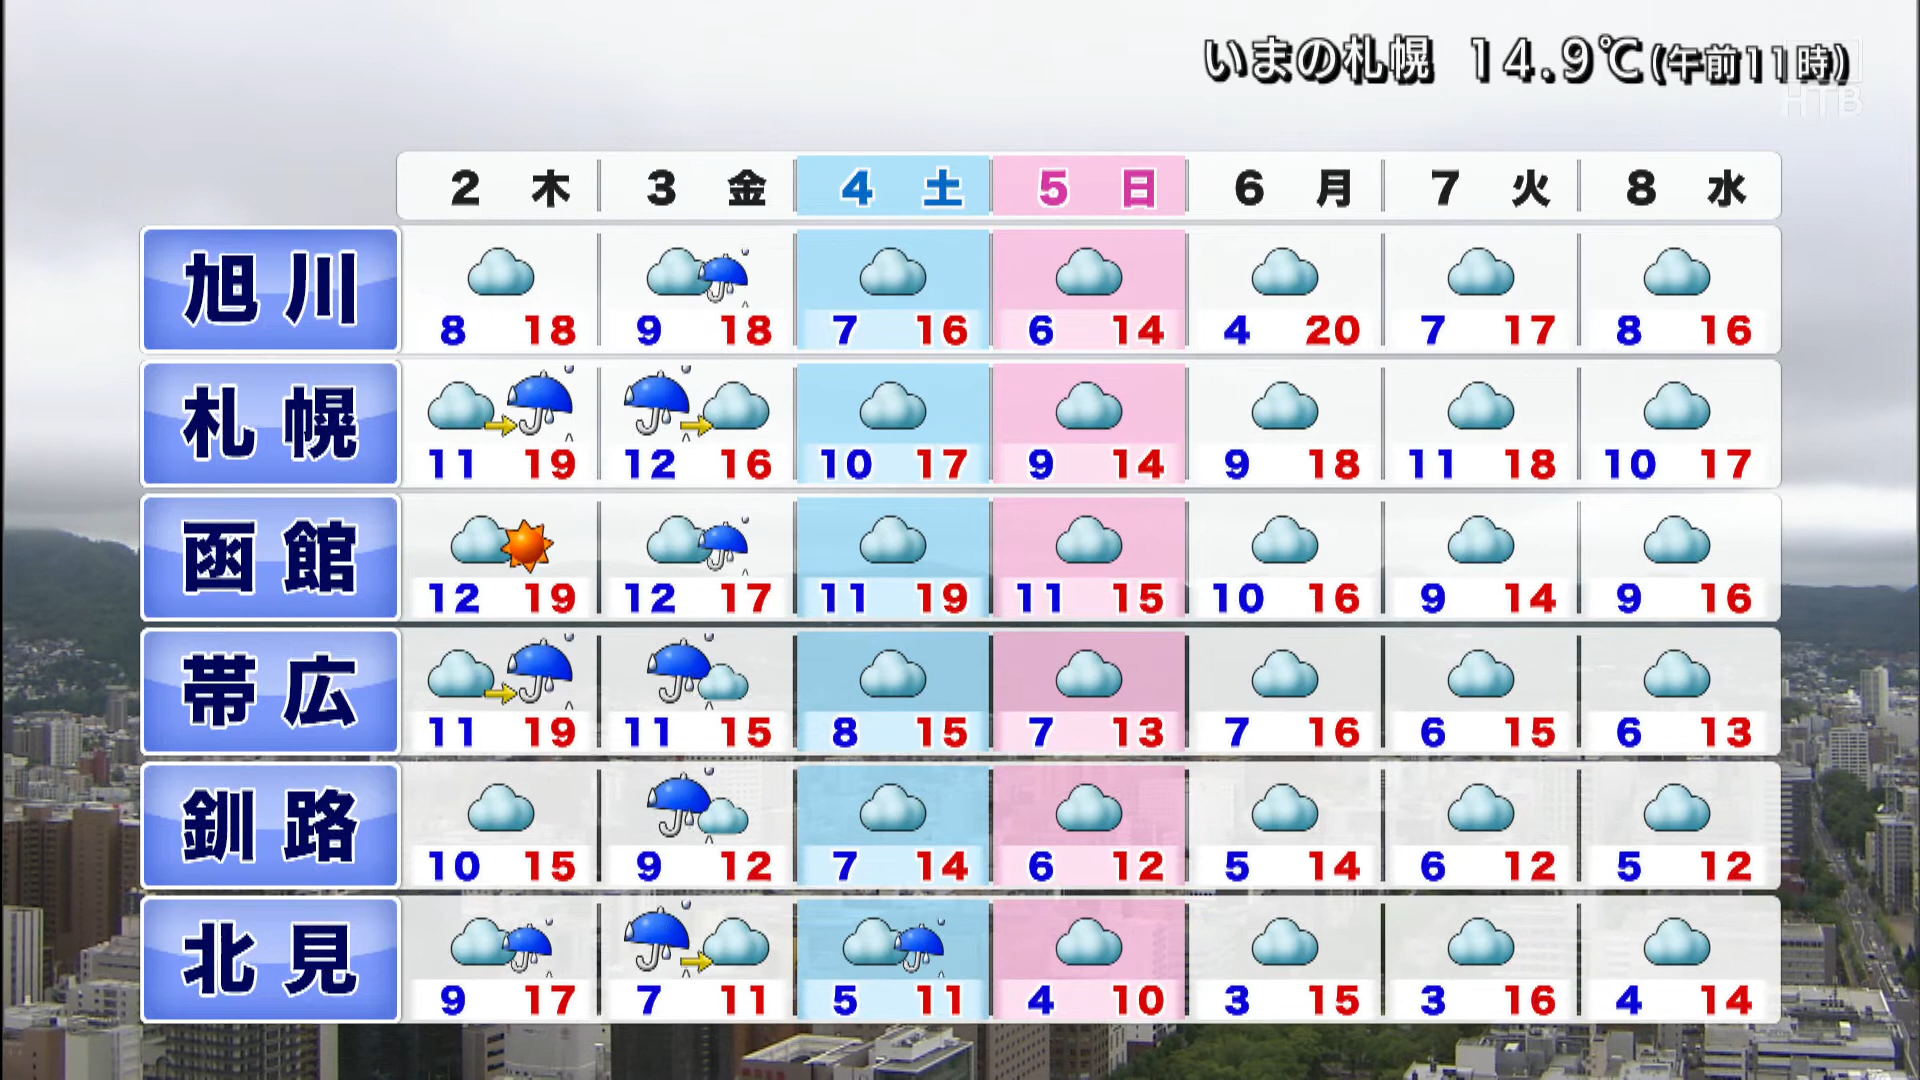 いまの札幌 14.9℃(午前11時)
HTB
2 木 3 金 4 土 5 日 6 月 7 火 8 水
旭川 8 18 9 18 7 16 6 14 4 20 7 17 8 16
札幌 11 19 12 16 10 17 9 14 9 18 11 18 10 17
函館 12 19 12 17 11 19 11 15 10 16 9 14 9 16
帯広 11 19 11 15 8 15 7 13 7 16 6 15 6 13
釧路 10 15 9 12 7 14 6 12 5 14 6 12 5 12
北見 9 17 7 11 5 11 4 10 3 15 3 16 4 14